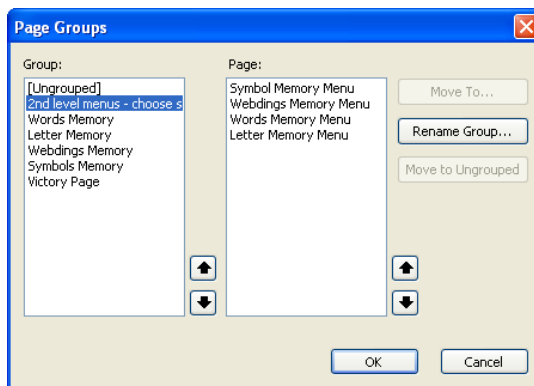 Page Groups
Group:
[Ungrouped]
2nd level menus - choose s
Words Memory
Letter Memory
Webdings Memory
Symbols Memory
Victory Page
Page:
Symbol Memory Menu
Webdings Memory Menu
Words Memory Menu
Letter Memory Menu
Move To...
Rename Group...
Move to Ungrouped
OK
Cancel